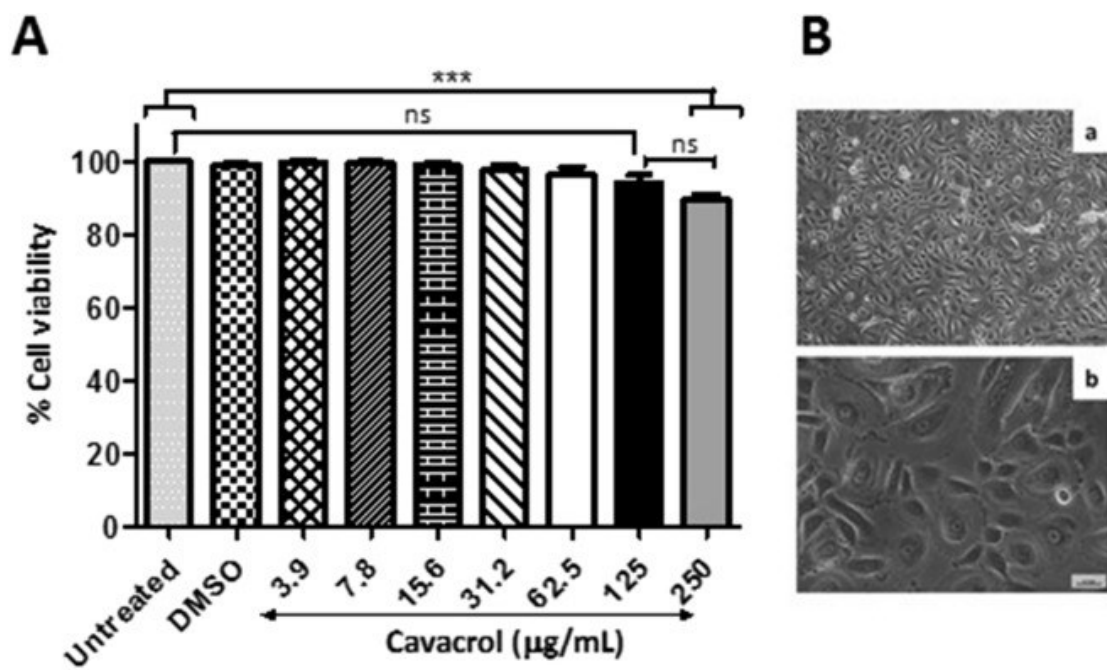 A
B
***
ns
ns
% Cell viability
100
80
60
40
20
0
Untreated
DMSO
3.9
7.8
15.6
31.2
62.5
125
250
Cavacrol (µg/mL)
a
b